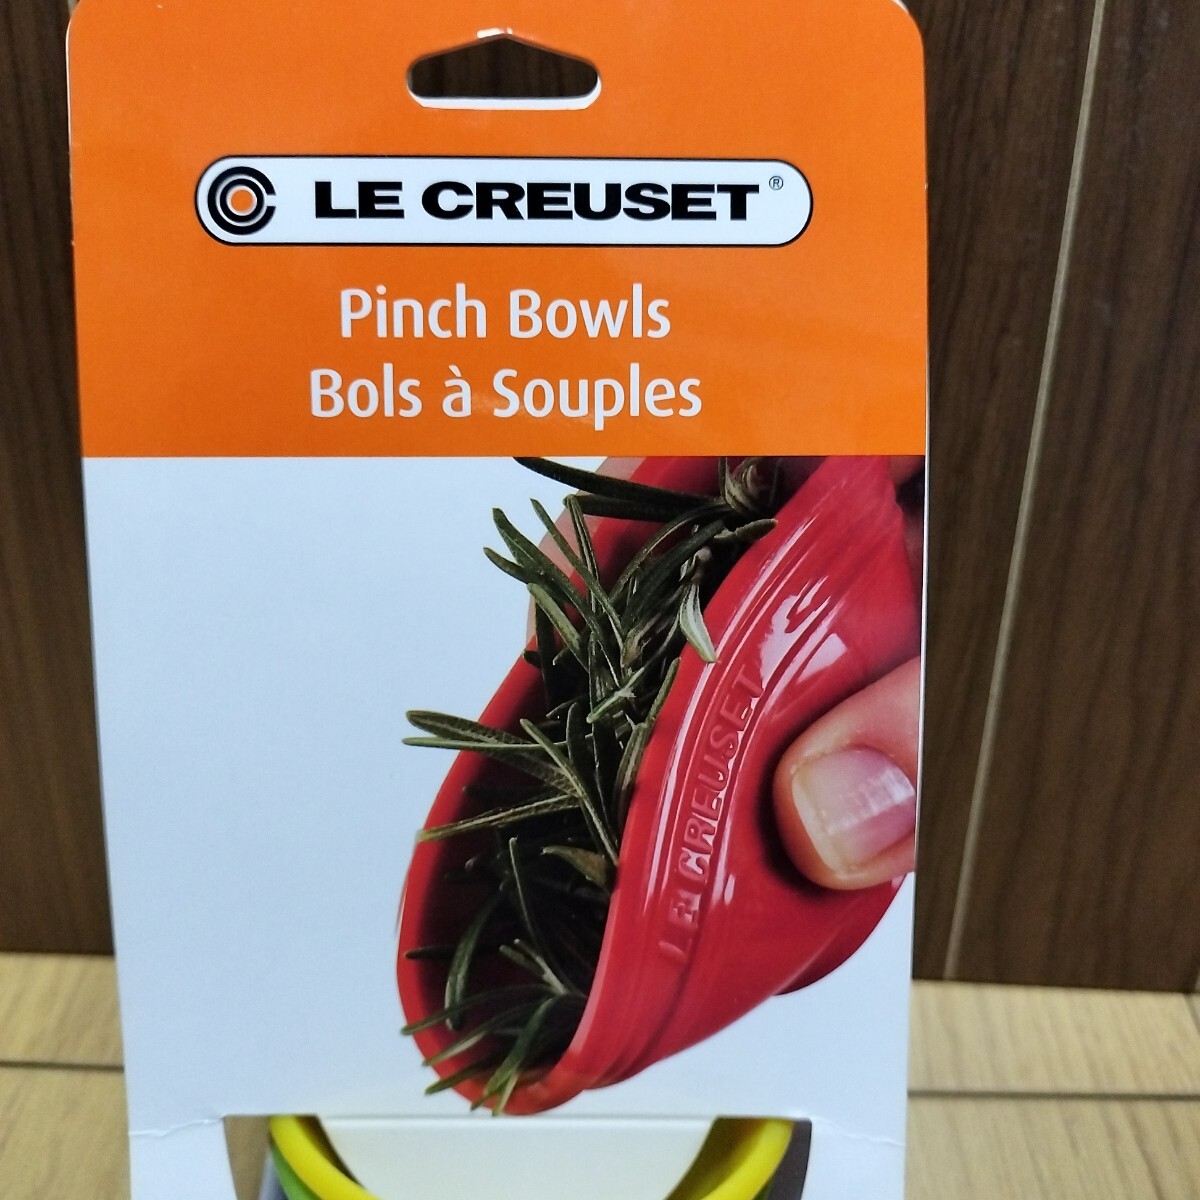 LE CREUSET®
Pinch Bowls
Bols à Souples
LE CREUSET